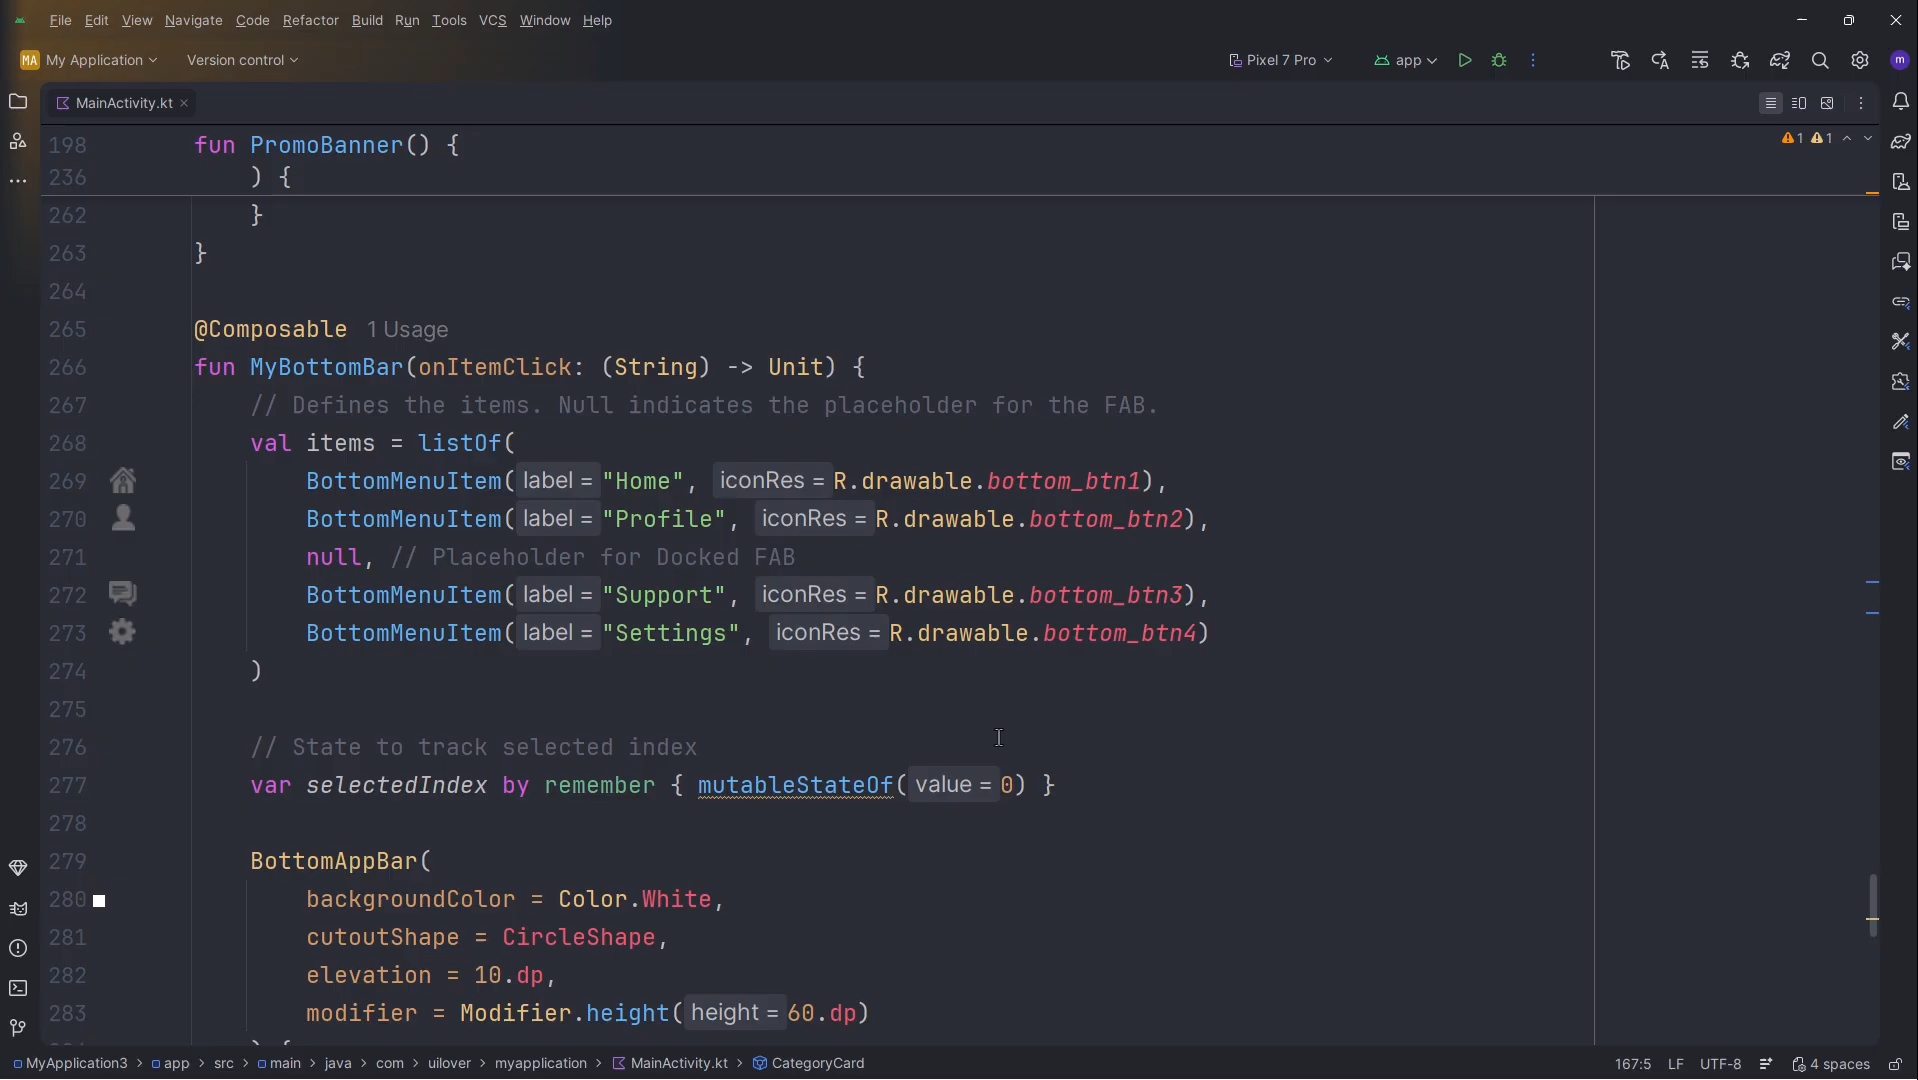 File Edit View Navigate Code Refactor Build Run Tools VCS Window Help
MA My Application Version control Pixel 7 Pro app m
MainActivity.kt
198 fun PromoBanner() {
236 ) {
1 1
262 }
263 }
264
265 @Composable 1 Usage
266 fun MyBottomBar(onItemClick: (String) -> Unit) {
267 // Defines the items. Null indicates the placeholder for the FAB.
268 val items = listOf(
269 BottomMenuItem( label = "Home", iconRes = R.drawable.bottom_btn1),
270 BottomMenuItem( label = "Profile", iconRes = R.drawable.bottom_btn2),
271 null, // Placeholder for Docked FAB
272 BottomMenuItem( label = "Support", iconRes = R.drawable.bottom_btn3),
273 BottomMenuItem( label = "Settings", iconRes = R.drawable.bottom_btn4)
274 )
275
276 // State to track selected index
277 var selectedIndex by remember { mutableStateOf( value = 0) }
278
279 BottomAppBar(
280 backgroundColor = Color.White,
281 cutoutShape = CircleShape,
282 elevation = 10.dp,
283 modifier = Modifier.height( height = 60.dp)
) {
MyApplication3 > app > src > main > java > com > uilover > myapplication > MainActivity.kt > CategoryCard 167:5 LF UTF-8 4 spaces